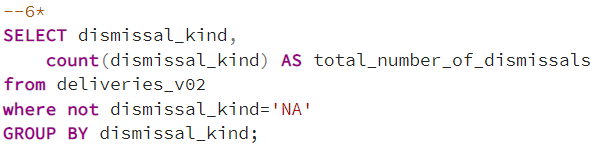 --6*
SELECT dismissal_kind,
    count(dismissal_kind) AS total_number_of_dismissals
from deliveries_v02
where not dismissal_kind='NA'
GROUP BY dismissal_kind;